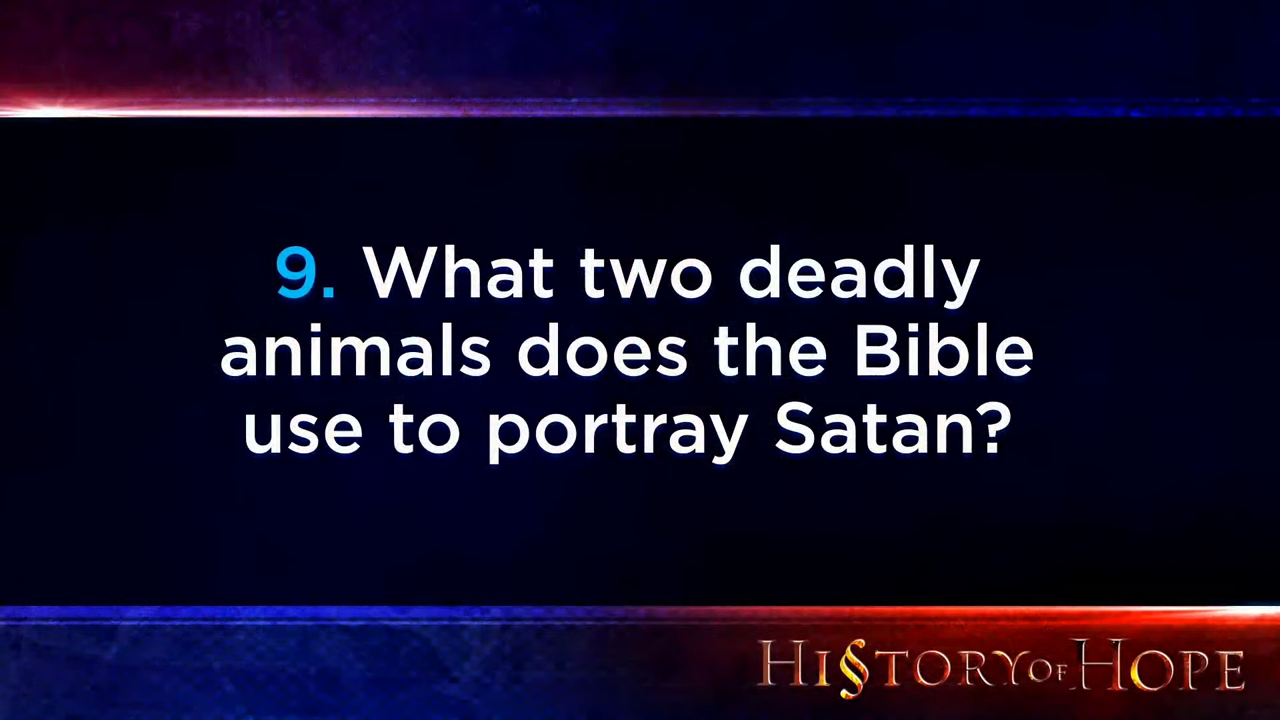 9. What two deadly
animals does the Bible
use to portray Satan?
HISTORY OF HOPE